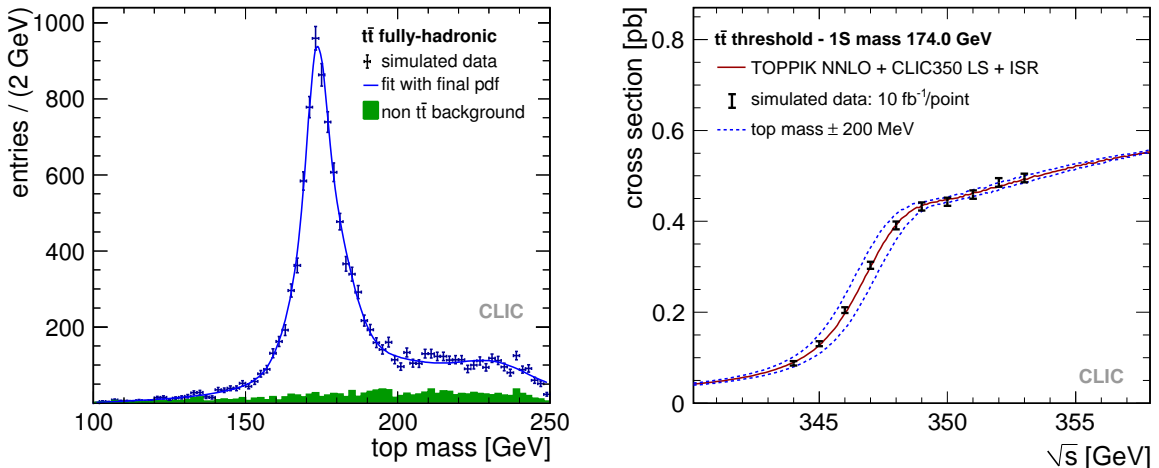 entries / (2 GeV)
1000
800
600
400
200
tt̄ fully-hadronic
simulated data
fit with final pdf
non tt̄ background
CLIC
100
150
200
250
top mass [GeV]
cross section [pb]
0.8
0.6
0.4
0.2
0
tt̄ threshold - 1S mass 174.0 GeV
TOPPIK NNLO + CLIC350 LS + ISR
simulated data: 10 fb⁻¹/point
top mass ± 200 MeV
CLIC
345
350
355
√s [GeV]